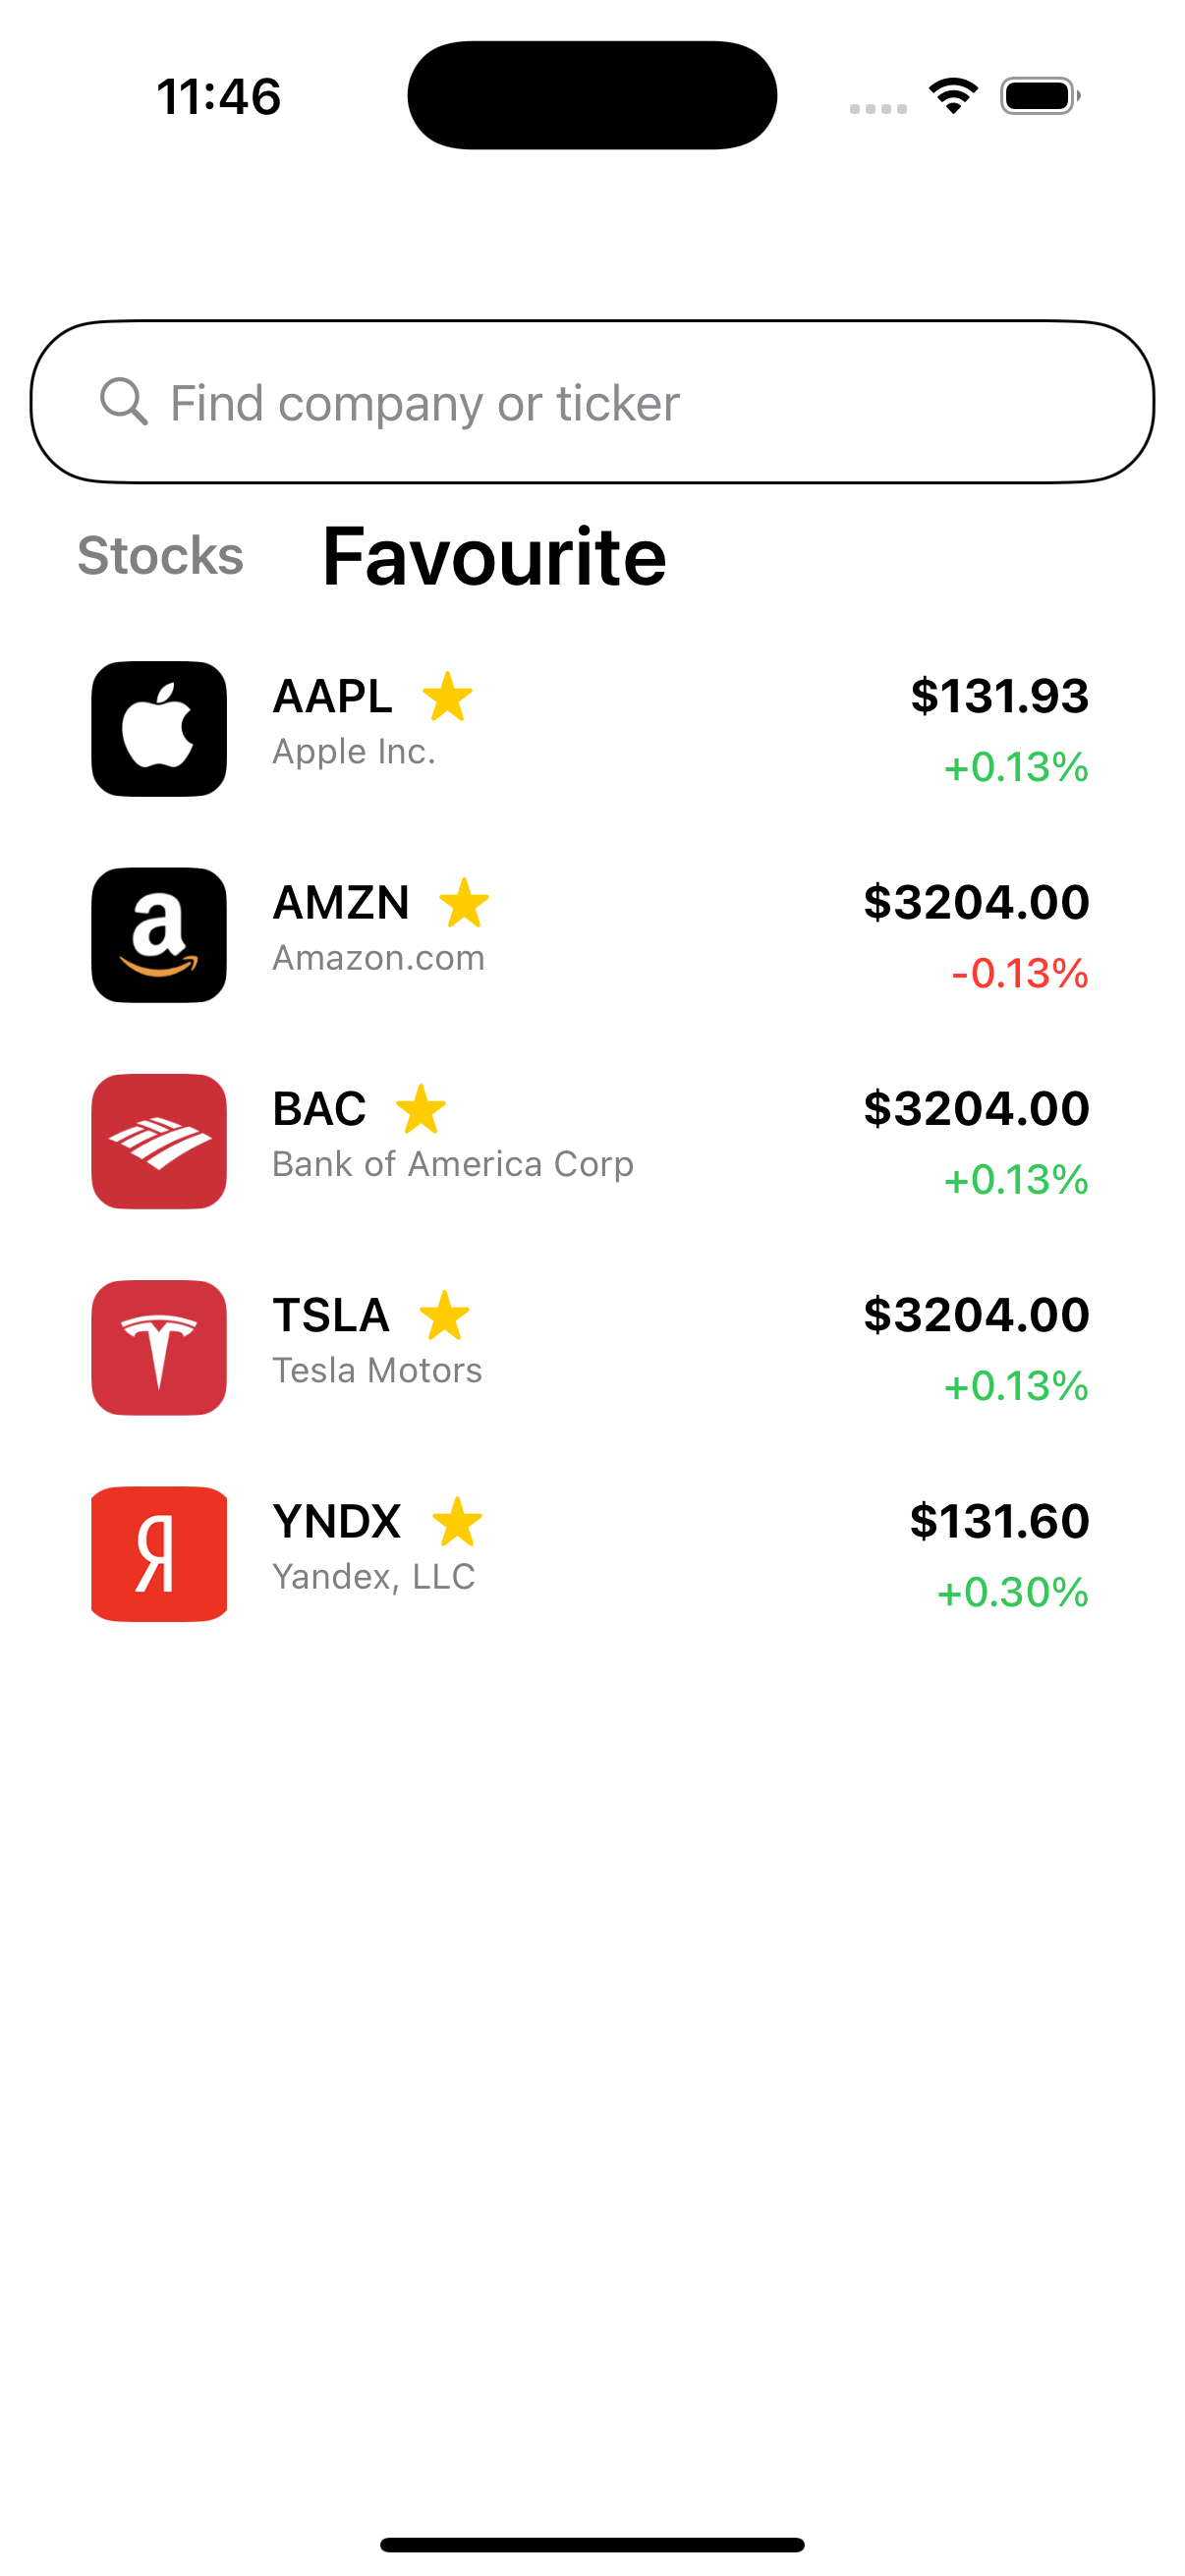 11:46
Find company or ticker
Stocks Favourite
AAPL $131.93
Apple Inc. +0.13%
a
AMZN $3204.00
Amazon.com -0.13%
BAC $3204.00
Bank of America Corp +0.13%
TSLA $3204.00
Tesla Motors +0.13%
Я
YNDX $131.60
Yandex, LLC +0.30%